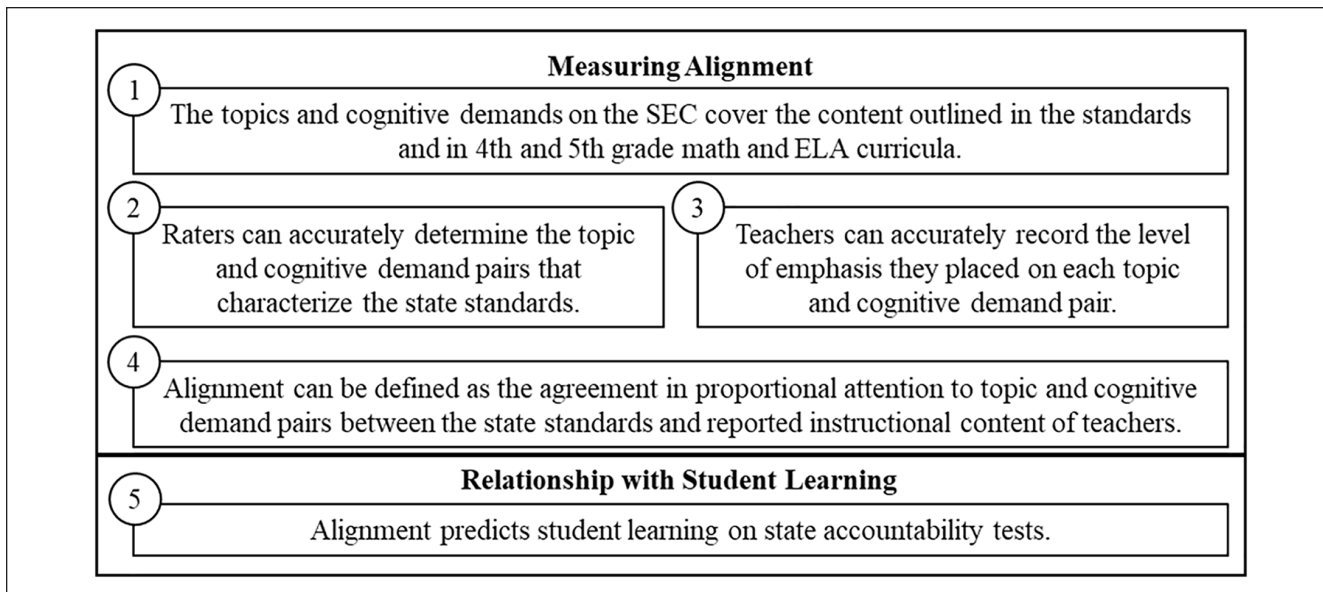 Measuring Alignment
1
The topics and cognitive demands on the SEC cover the content outlined in the standards
and in 4th and 5th grade math and ELA curricula.
2
Raters can accurately determine the topic
and cognitive demand pairs that
characterize the state standards.
3
Teachers can accurately record the level
of emphasis they placed on each topic
and cognitive demand pair.
4
Alignment can be defined as the agreement in proportional attention to topic and cognitive
demand pairs between the state standards and reported instructional content of teachers.
Relationship with Student Learning
5
Alignment predicts student learning on state accountability tests.